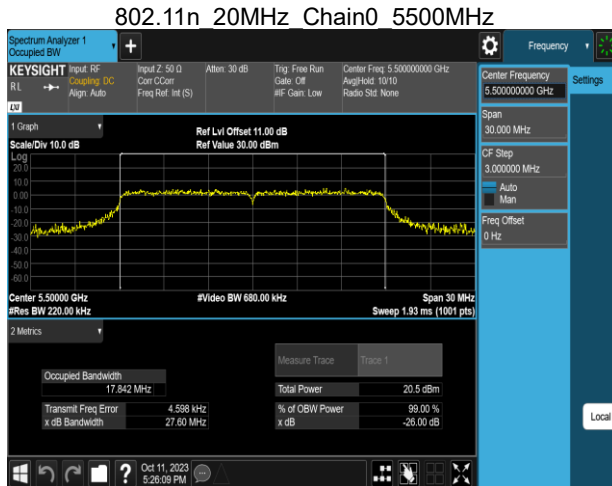 802.11n_20MHz_Chain0_5500MHz
Spectrum Analyzer 1
Occupied BW
+
Frequency
KEYSIGHT
R L
LXI
Input: RF
Coupling: DC
Align: Auto
Input Z: 50 Ω
Corr CCorr
Freq Ref: Int (S)
Atten: 30 dB
Trig: Free Run
Gate: Off
#IF Gain: Low
Center Freq: 5.500000000 GHz
Avg|Hold: 10/10
Radio Std: None
Center Frequency
5.500000000 GHz
Settings
Span
30.000 MHz
CF Step
3.000000 MHz
Auto
Man
Freq Offset
0 Hz
Local
1 Graph
Scale/Div 10.0 dB
Ref Lvl Offset 11.00 dB
Ref Value 30.00 dBm
Log
20.0
10.0
0.00
-10.0
-20.0
-30.0
-40.0
-50.0
-60.0
Center 5.50000 GHz
#Video BW 680.00 kHz
Span 30 MHz
#Res BW 220.00 kHz
Sweep 1.93 ms (1001 pts)
2 Metrics
Measure Trace
Trace 1
Occupied Bandwidth
17.842 MHz
Total Power
20.5 dBm
Transmit Freq Error
4.598 kHz
% of OBW Power
99.00 %
x dB Bandwidth
27.60 MHz
x dB
-26.00 dB
?
Oct 11, 2023
5:26:09 PM